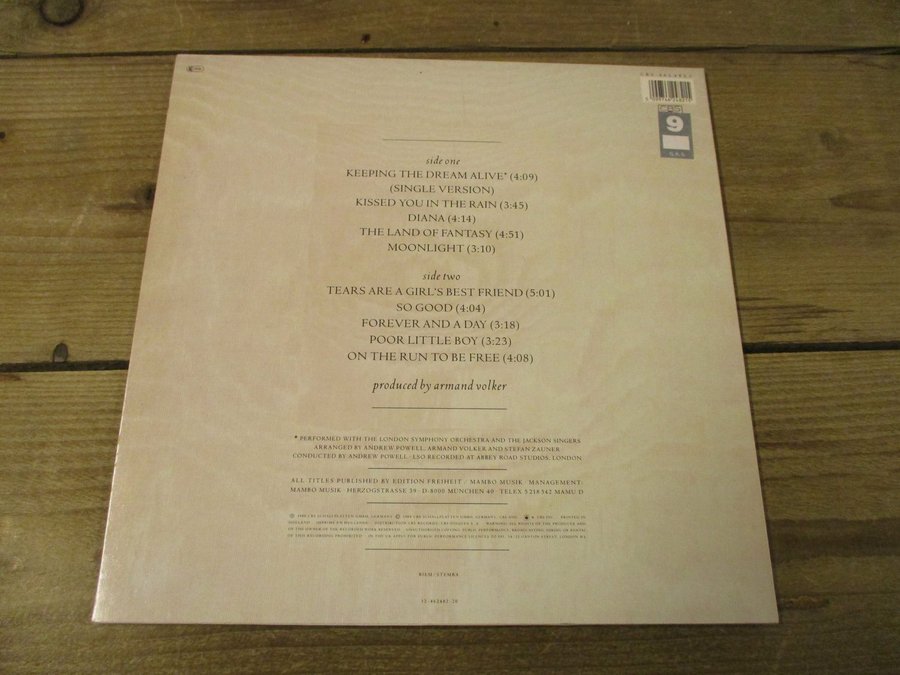 CBS
9
side one
KEEPING THE DREAM ALIVE* (4:09)
(SINGLE VERSION)
KISSED YOU IN THE RAIN (3:45)
DIANA (4:14)
THE LAND OF FANTASY (4:51)
MOONLIGHT (3:10)
side two
TEARS ARE A GIRL'S BEST FRIEND (5:01)
SO GOOD (4:04)
FOREVER AND A DAY (3:18)
POOR LITTLE BOY (3:23)
ON THE RUN TO BE FREE (4:08)
produced by armand volker
* PERFORMED WITH THE LONDON SYMPHONY ORCHESTRA AND THE JACKSON SINGERS
ARRANGED BY ANDREW POWELL, ARMAND VOLKER AND STEFAN ZAUNER
CONDUCTED BY ANDREW POWELL · LSO RECORDED AT ABBEY ROAD STUDIOS, LONDON
ALL TITLES PUBLISHED BY EDITION FREIHEIT / MAMBO MUSIK · MANAGEMENT:
MAMBO MUSIK · HERZOGSTRASSE 39 · D-8000 MÜNCHEN 40 · TELEX 5 218 542 MAMU D
BIEM/STEMRA